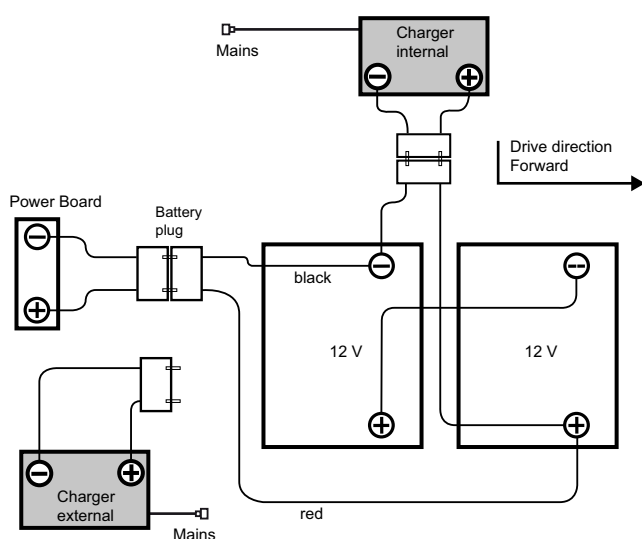 Charger
internal
Mains
Drive direction
Forward
Power Board
Battery
plug
black
12 V
12 V
Charger
external
Mains
red